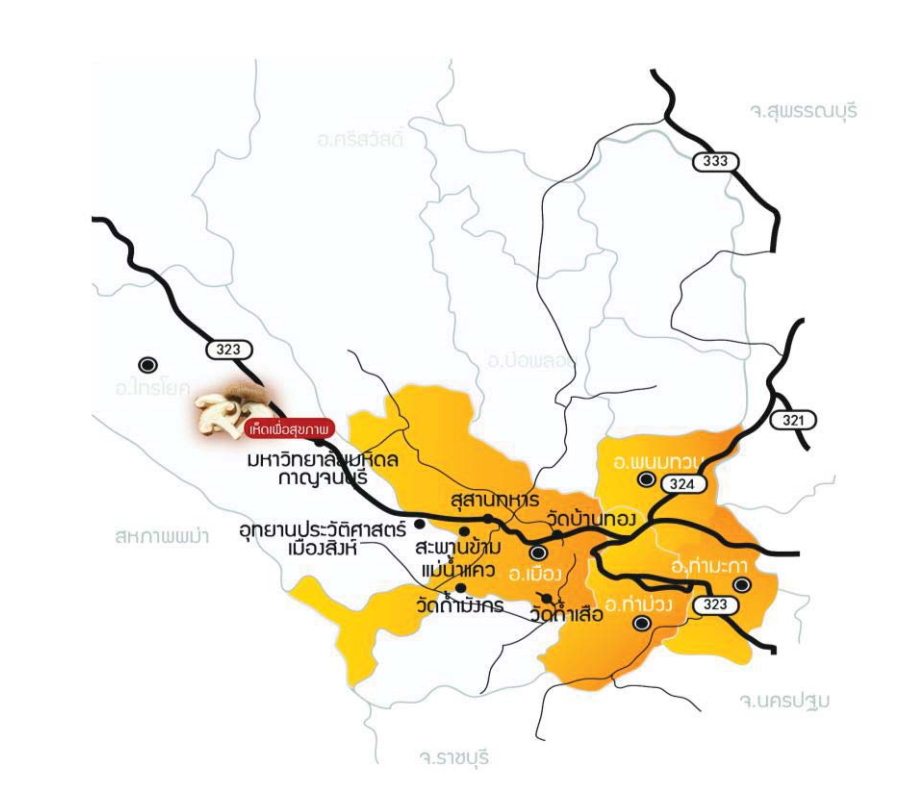 จ.สุพรรณบุรี
อ.ศรีสวัสดิ์
333
323
อ.บ่อพลอย
อ.ไทรโยค
เห็ดเพื่อสุขภาพ
321
มหาวิทยาลัยมหิดล
กาญจนบุรี
อ.พนมทวน
324
สุสานทหาร
วัดบ้านทอง
สหภาพพม่า
อุทยานประวัติศาสตร์
เมืองสิงห์
สะพานข้าม
แม่น้ำแคว
อ.เมือง
อ.ท่ามะกา
วัดถ้ำมังกร
วัดถ้ำเสือ
อ.ท่าม่วง
323
จ.นครปฐม
จ.ราชบุรี